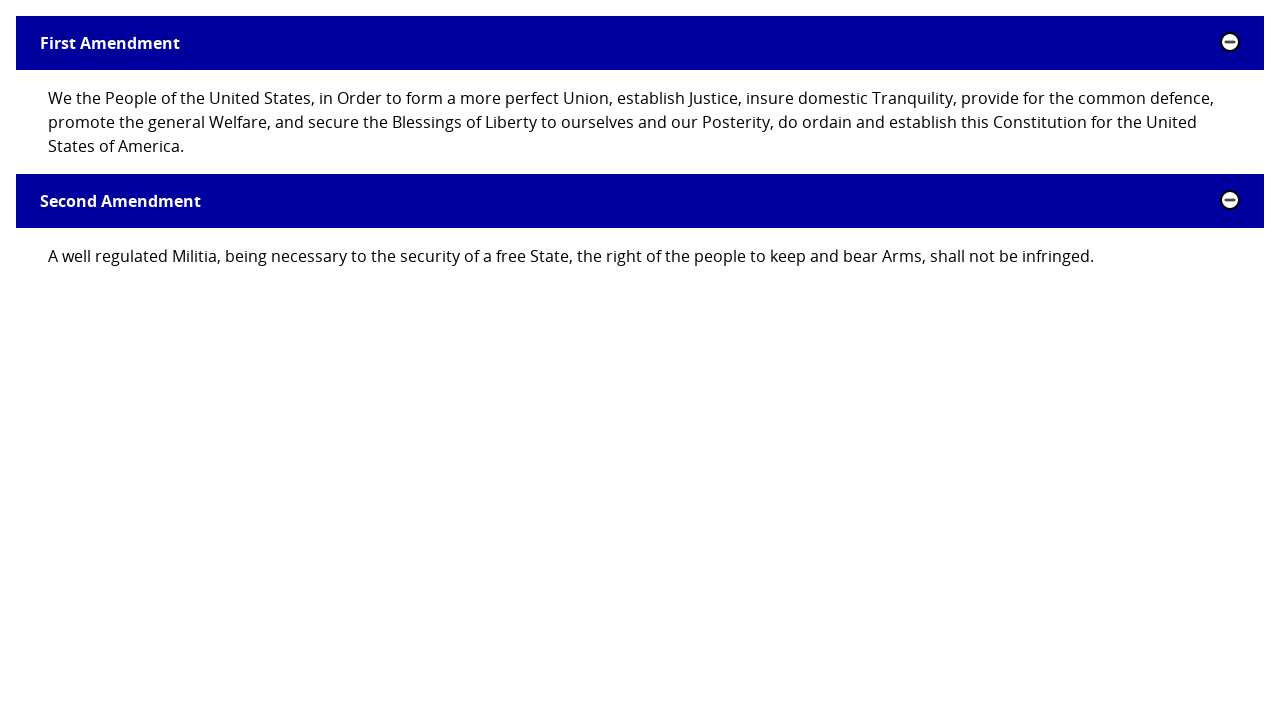 First Amendment
We the People of the United States, in Order to form a more perfect Union, establish Justice, insure domestic Tranquility, provide for the common defence,
promote the general Welfare, and secure the Blessings of Liberty to ourselves and our Posterity, do ordain and establish this Constitution for the United
States of America.
Second Amendment
A well regulated Militia, being necessary to the security of a free State, the right of the people to keep and bear Arms, shall not be infringed.